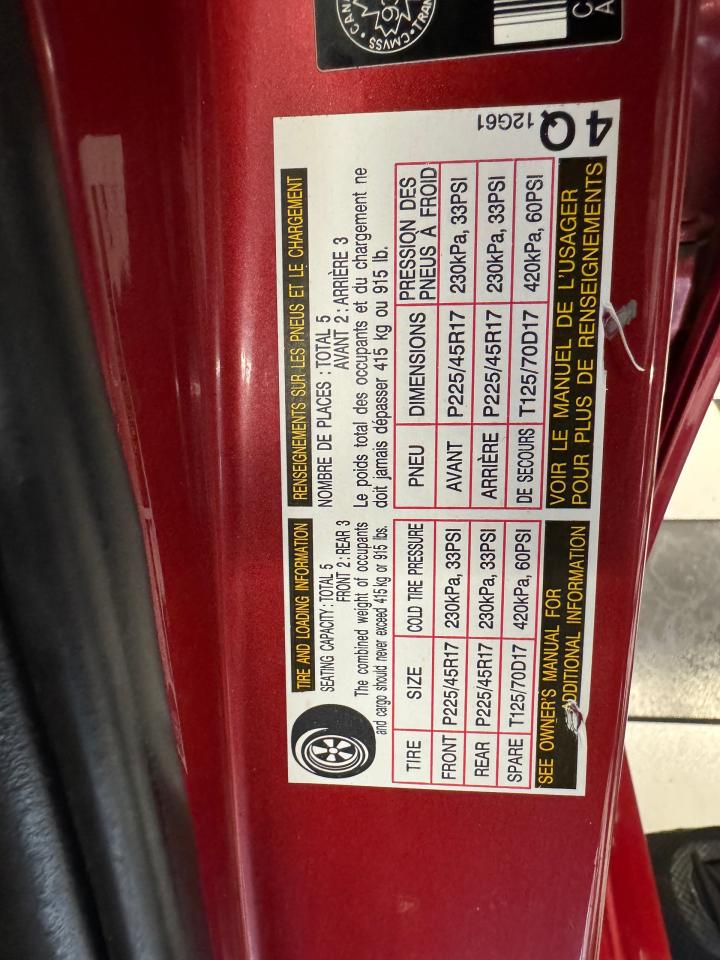 TIRE AND LOADING INFORMATION
SEATING CAPACITY : TOTAL 5
FRONT 2 : REAR 3
The combined weight of occupants
and cargo should never exceed 415 kg or 915 lbs.
TIRE SIZE COLD TIRE PRESSURE
FRONT P225/45R17 230kPa, 33PSI
REAR P225/45R17 230kPa, 33PSI
SPARE T125/70D17 420kPa, 60PSI
SEE OWNER'S MANUAL FOR
ADDITIONAL INFORMATION
RENSEIGNEMENTS SUR LES PNEUS ET LE CHARGEMENT
NOMBRE DE PLACES : TOTAL 5
AVANT 2 : ARRIÈRE 3
Le poids total des occupants et du chargement ne
doit jamais dépasser 415 kg ou 915 lb.
PNEU DIMENSIONS PRESSION DES
PNEUS À FROID
AVANT P225/45R17 230kPa, 33PSI
ARRIÈRE P225/45R17 230kPa, 33PSI
DE SECOURS T125/70D17 420kPa, 60PSI
VOIR LE MANUEL DE L'USAGER
POUR PLUS DE RENSEIGNEMENTS
12G61
4Q
CMVSS